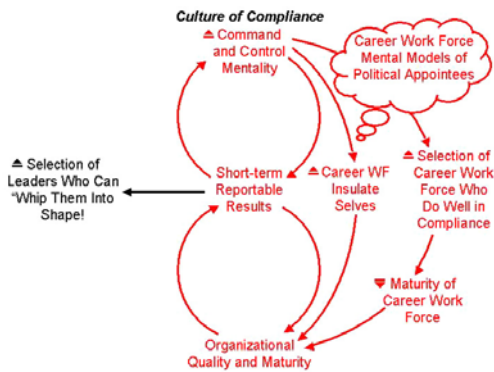 Culture of Compliance
Command
and Control
Mentality
Career Work Force
Mental Models of
Political Appointees
Selection of
Leaders Who Can
"Whip Them Into
Shape!
Short-term
Reportable
Results
Career WF
Insulate
Selves
Selection of
Career Work
Force Who
Do Well in
Compliance
Maturity of
Career Work
Force
Organizational
Quality and Maturity